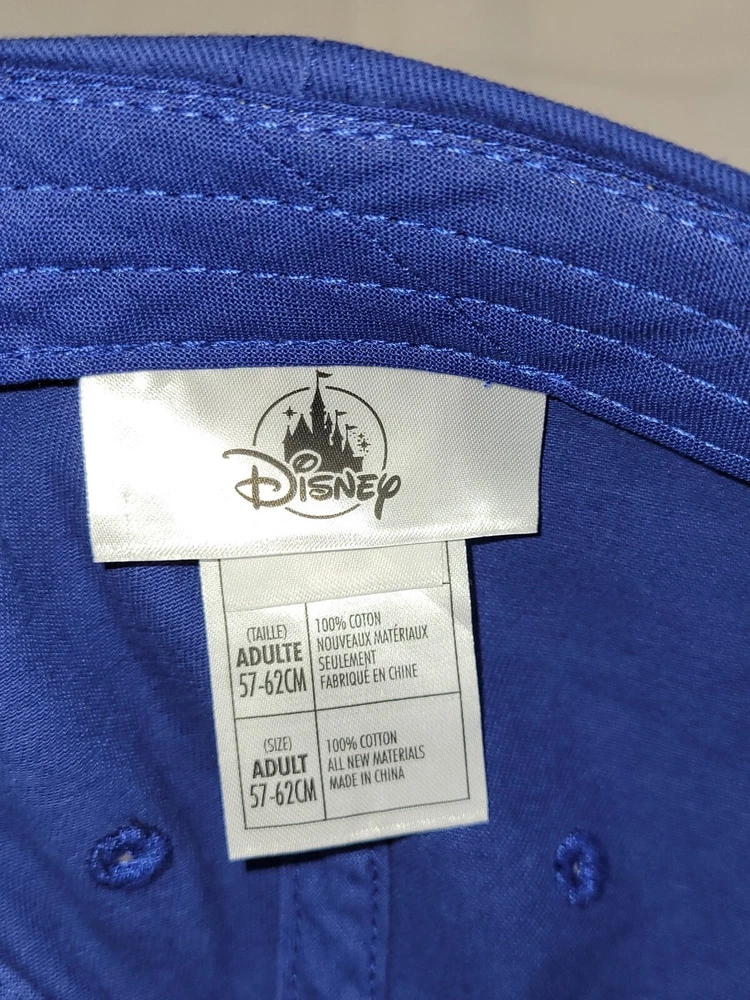 Disney
(TAILLE)
ADULTE
57-62CM
100% COTON
NOUVEAUX MATÉRIAUX
SEULEMENT
FABRIQUÉ EN CHINE
(SIZE)
ADULT
57-62CM
100% COTTON
ALL NEW MATERIALS
MADE IN CHINA